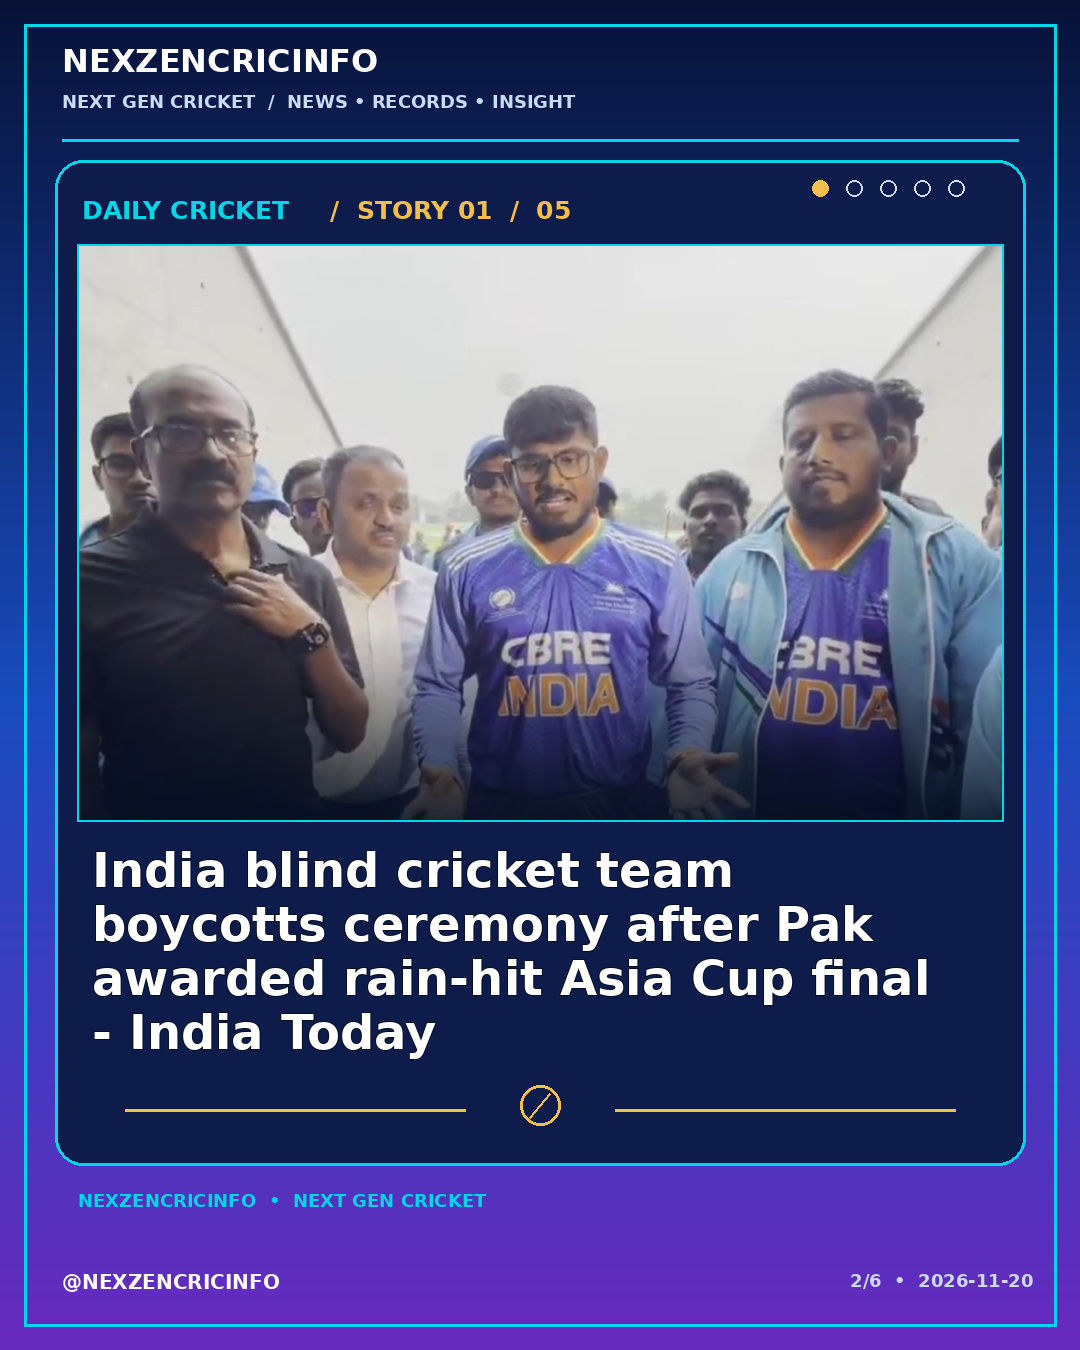 NEXZENCRICINFO
NEXT GEN CRICKET / NEWS • RECORDS • INSIGHT
DAILY CRICKET / STORY 01 / 05
CBRE
INDIA
CBRE
INDIA
India blind cricket team
boycotts ceremony after Pak
awarded rain-hit Asia Cup final
- India Today
NEXZENCRICINFO • NEXT GEN CRICKET
@NEXZENCRICINFO
2/6 • 2026-11-20